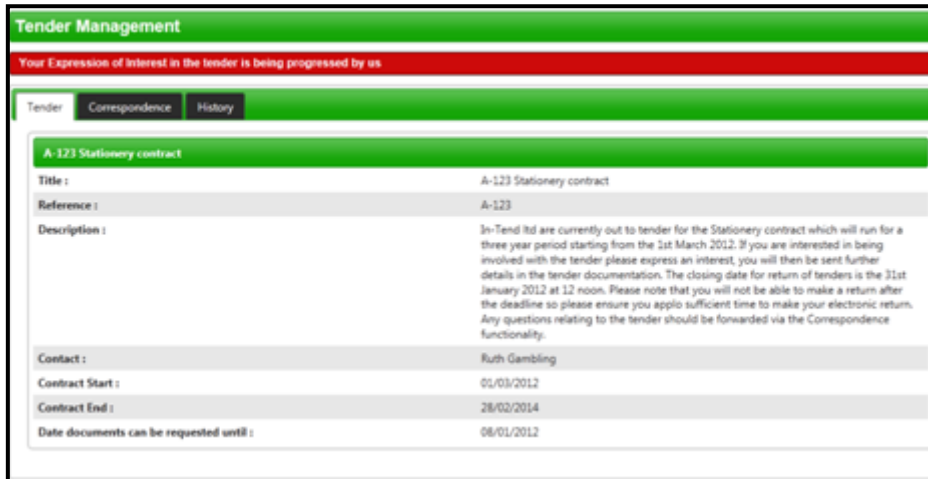 Tender Management
Your Expression of Interest in the tender is being progressed by us
Tender Correspondence History
A-123 Stationery contract
Title : A-123 Stationery contract
Reference : A-123
Description : In-Tend ltd are currently out to tender for the Stationery contract which will run for a
three year period starting from the 1st March 2012. If you are interested in being
involved with the tender please express an interest, you will then be sent further
details in the tender documentation. The closing date for return of tenders is the 31st
January 2012 at 12 noon. Please note that you will not be able to make a return after
the deadline so please ensure you applo sufficient time to make your electronic return.
Any questions relating to the tender should be forwarded via the Correspondence
functionality.
Contact : Ruth Gambling
Contract Start : 01/03/2012
Contract End : 28/02/2014
Date documents can be requested until : 08/01/2012